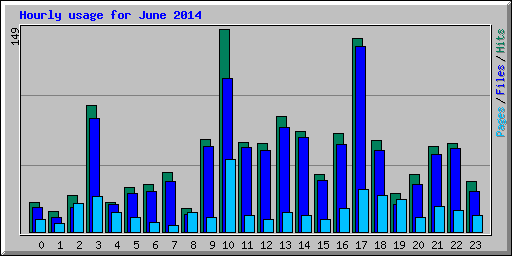 Hourly usage for June 2014
149
Pages / Files / Hits
0 1 2 3 4 5 6 7 8 9 10 11 12 13 14 15 16 17 18 19 20 21 22 23